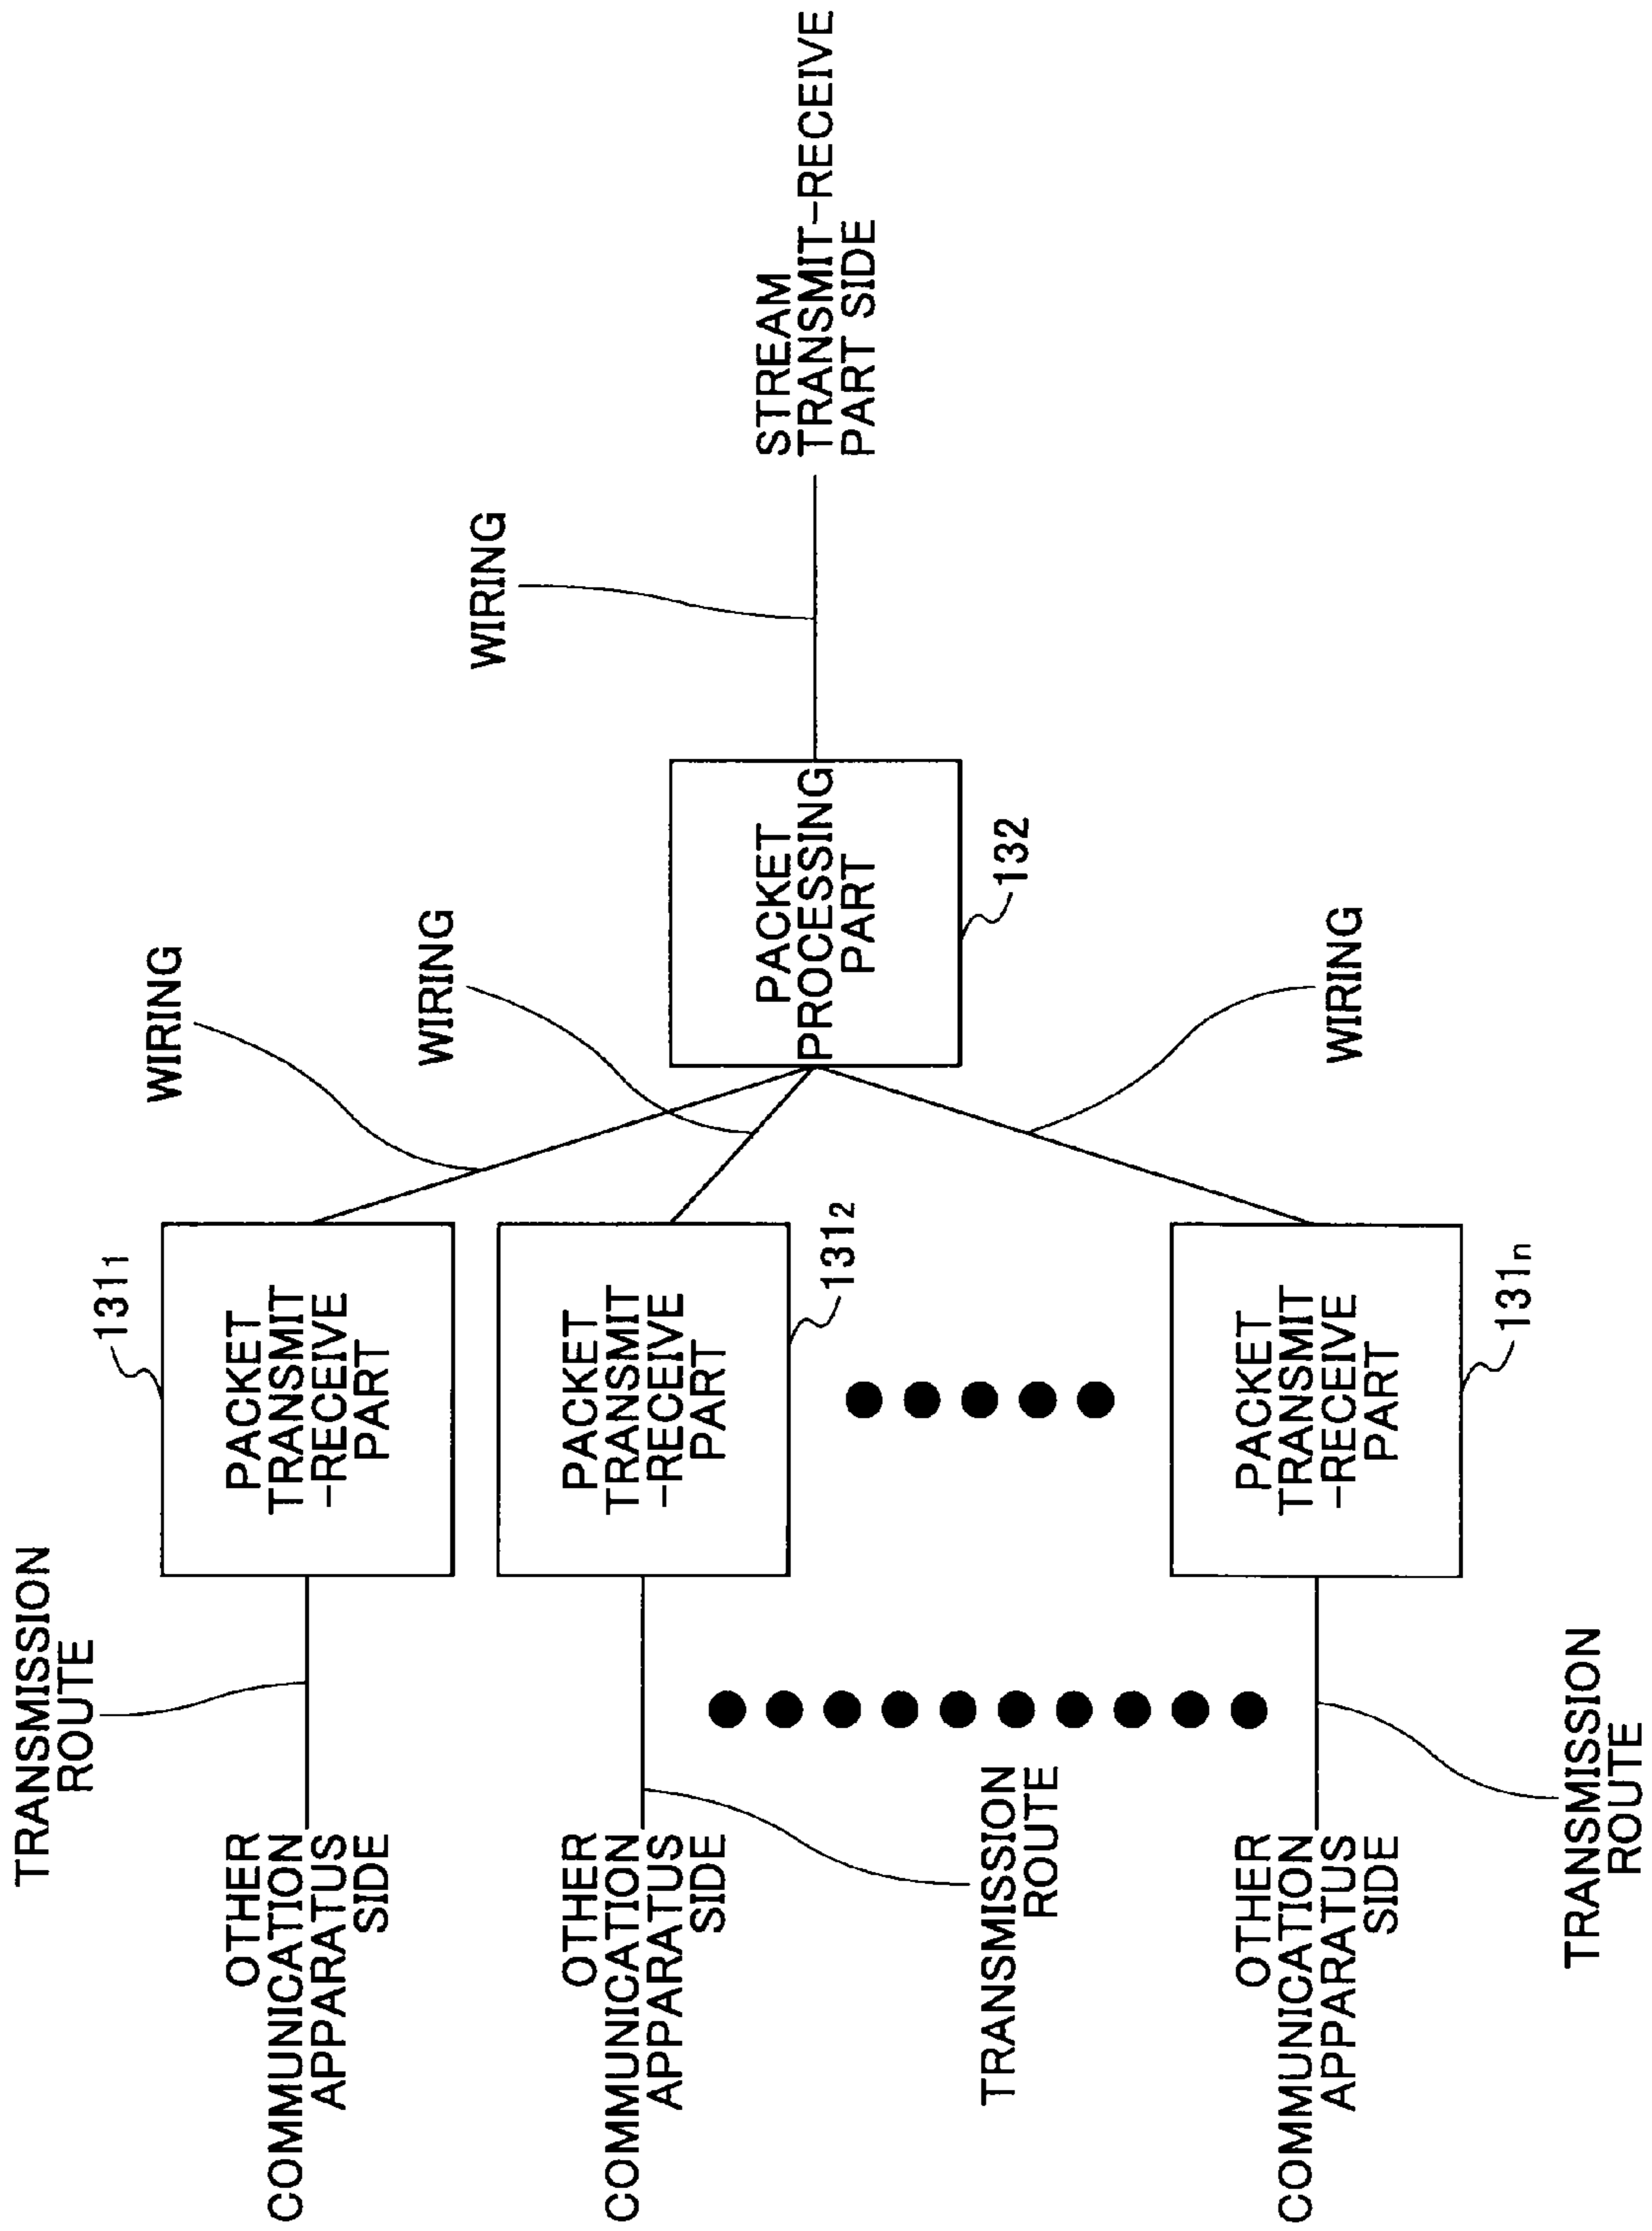 TRANSMISSION
ROUTE
OTHER
COMMUNICATION
APPARATUS
SIDE
131₁
PACKET
TRANSMIT
-RECEIVE
PART
WIRING
OTHER
COMMUNICATION
APPARATUS
SIDE
TRANSMISSION
ROUTE
PACKET
TRANSMIT
-RECEIVE
PART
131₂
WIRING
OTHER
COMMUNICATION
APPARATUS
SIDE
TRANSMISSION
ROUTE
PACKET
TRANSMIT
-RECEIVE
PART
131ₙ
WIRING
PACKET
PROCESSING
PART
132
WIRING
STREAM
TRANSMIT-RECEIVE
PART SIDE